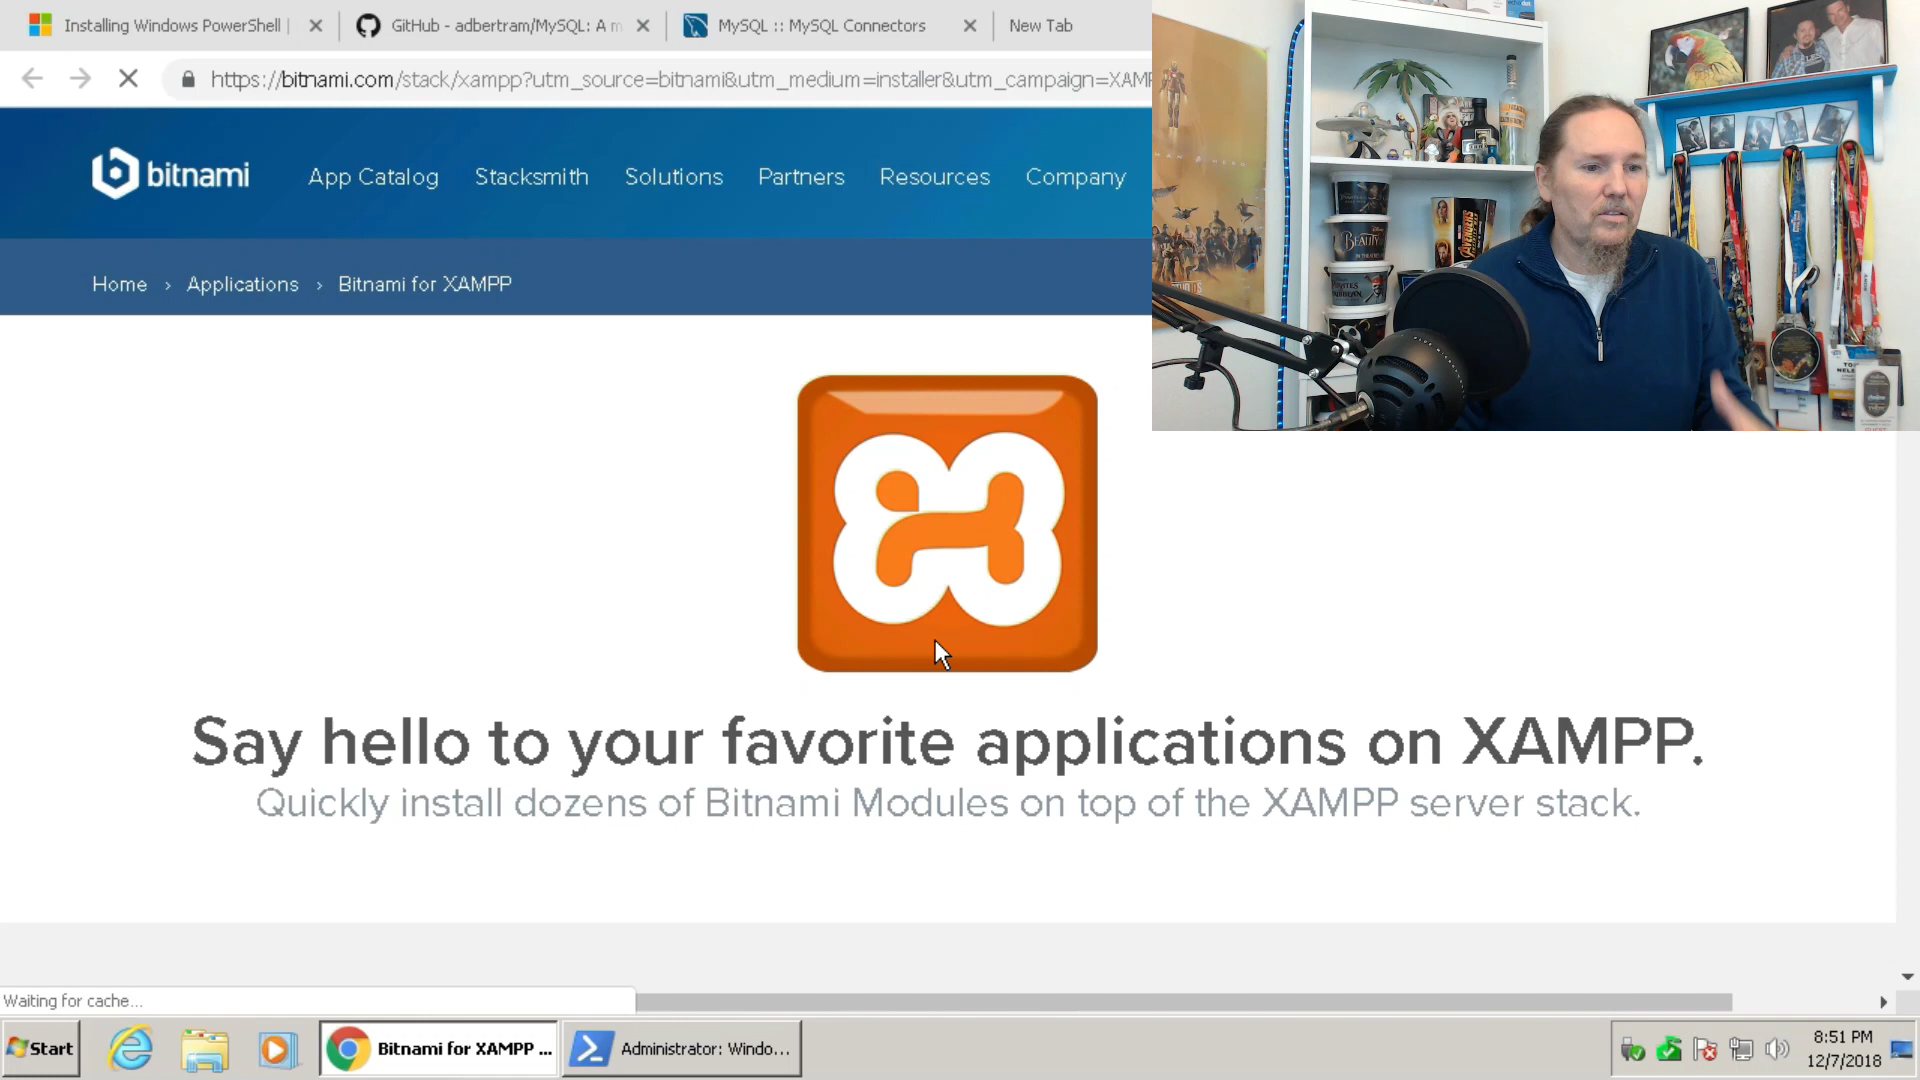 Installing Windows PowerShell |
GitHub - adbertram/MySQL: A m
MySQL :: MySQL Connectors
New Tab
https://bitnami.com/stack/xampp?utm_source=bitnami&utm_medium=installer&utm_campaign=XAMP
bitnami
App Catalog
Stacksmith
Solutions
Partners
Resources
Company
Home › Applications › Bitnami for XAMPP
Say hello to your favorite applications on XAMPP.
Quickly install dozens of Bitnami Modules on top of the XAMPP server stack.
Waiting for cache...
Start
Bitnami for XAMPP ...
Administrator: Windo...
8:51 PM
12/7/2018
BEAUTY
PIRATES
AVENGERS